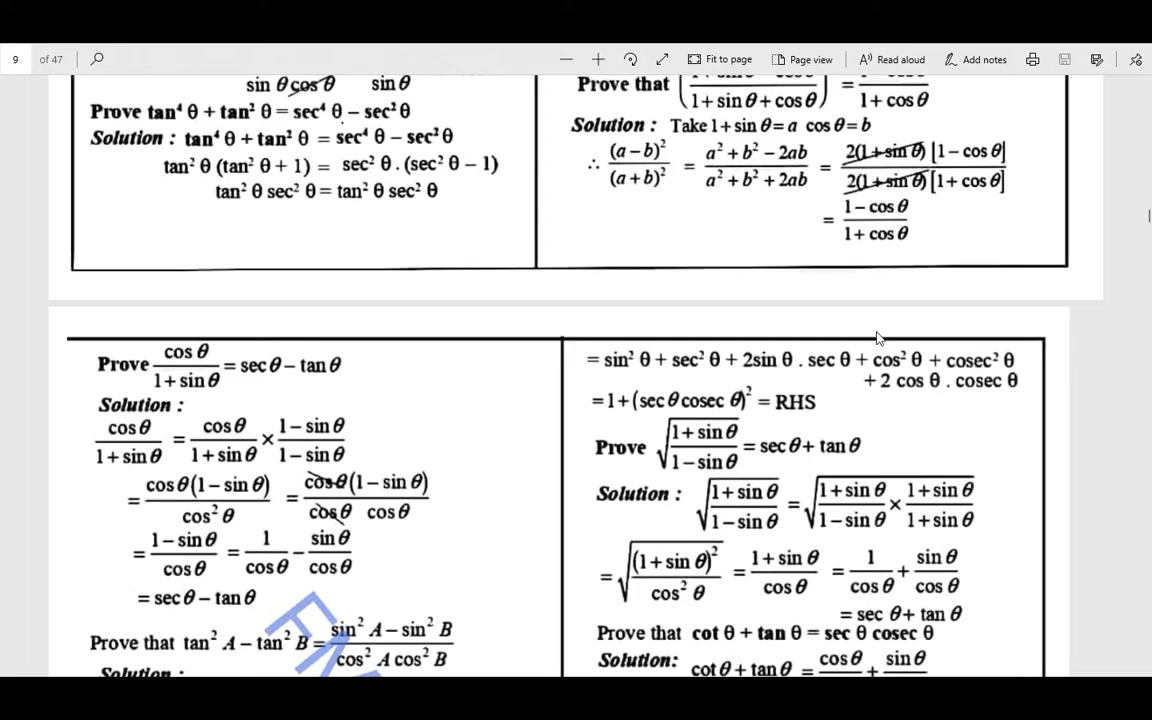 9 of 47
Fit to page
Page view
Read aloud
Add notes
sin θ cos θ sin θ
Prove tan⁴ θ + tan² θ = sec⁴ θ − sec² θ
Solution : tan⁴ θ + tan² θ = sec⁴ θ − sec² θ
tan² θ (tan² θ + 1) = sec² θ . (sec² θ − 1)
tan² θ sec² θ = tan² θ sec² θ
Prove that
1 + sin θ + cos θ = 1 + cos θ
Solution : Take 1 + sin θ = a cos θ = b
∴ (a − b)² / (a + b)² = a² + b² − 2ab / a² + b² + 2ab = 2(1 + sin θ) [1 − cos θ] / 2(1 + sin θ) [1 + cos θ]
= 1 − cos θ / 1 + cos θ
Prove cos θ / 1 + sin θ = sec θ − tan θ
Solution :
cos θ / 1 + sin θ = cos θ / 1 + sin θ × 1 − sin θ / 1 − sin θ
= cos θ (1 − sin θ) / cos² θ = cos θ (1 − sin θ) / cos θ cos θ
= 1 − sin θ / cos θ = 1 / cos θ − sin θ / cos θ
= sec θ − tan θ
Prove that tan² A − tan² B = sin² A − sin² B / cos² A cos² B
Solution :
= sin² θ + sec² θ + 2sin θ . sec θ + cos² θ + cosec² θ
+ 2 cos θ . cosec θ
= 1 + (sec θ cosec θ)² = RHS
Prove √(1 + sin θ / 1 − sin θ) = sec θ + tan θ
Solution : √(1 + sin θ / 1 − sin θ) = √(1 + sin θ / 1 − sin θ × 1 + sin θ / 1 + sin θ)
= √((1 + sin θ)² / cos² θ) = 1 + sin θ / cos θ = 1 / cos θ + sin θ / cos θ
= sec θ + tan θ
Prove that cot θ + tan θ = sec θ cosec θ
Solution: cot θ + tan θ = cos θ + sin θ